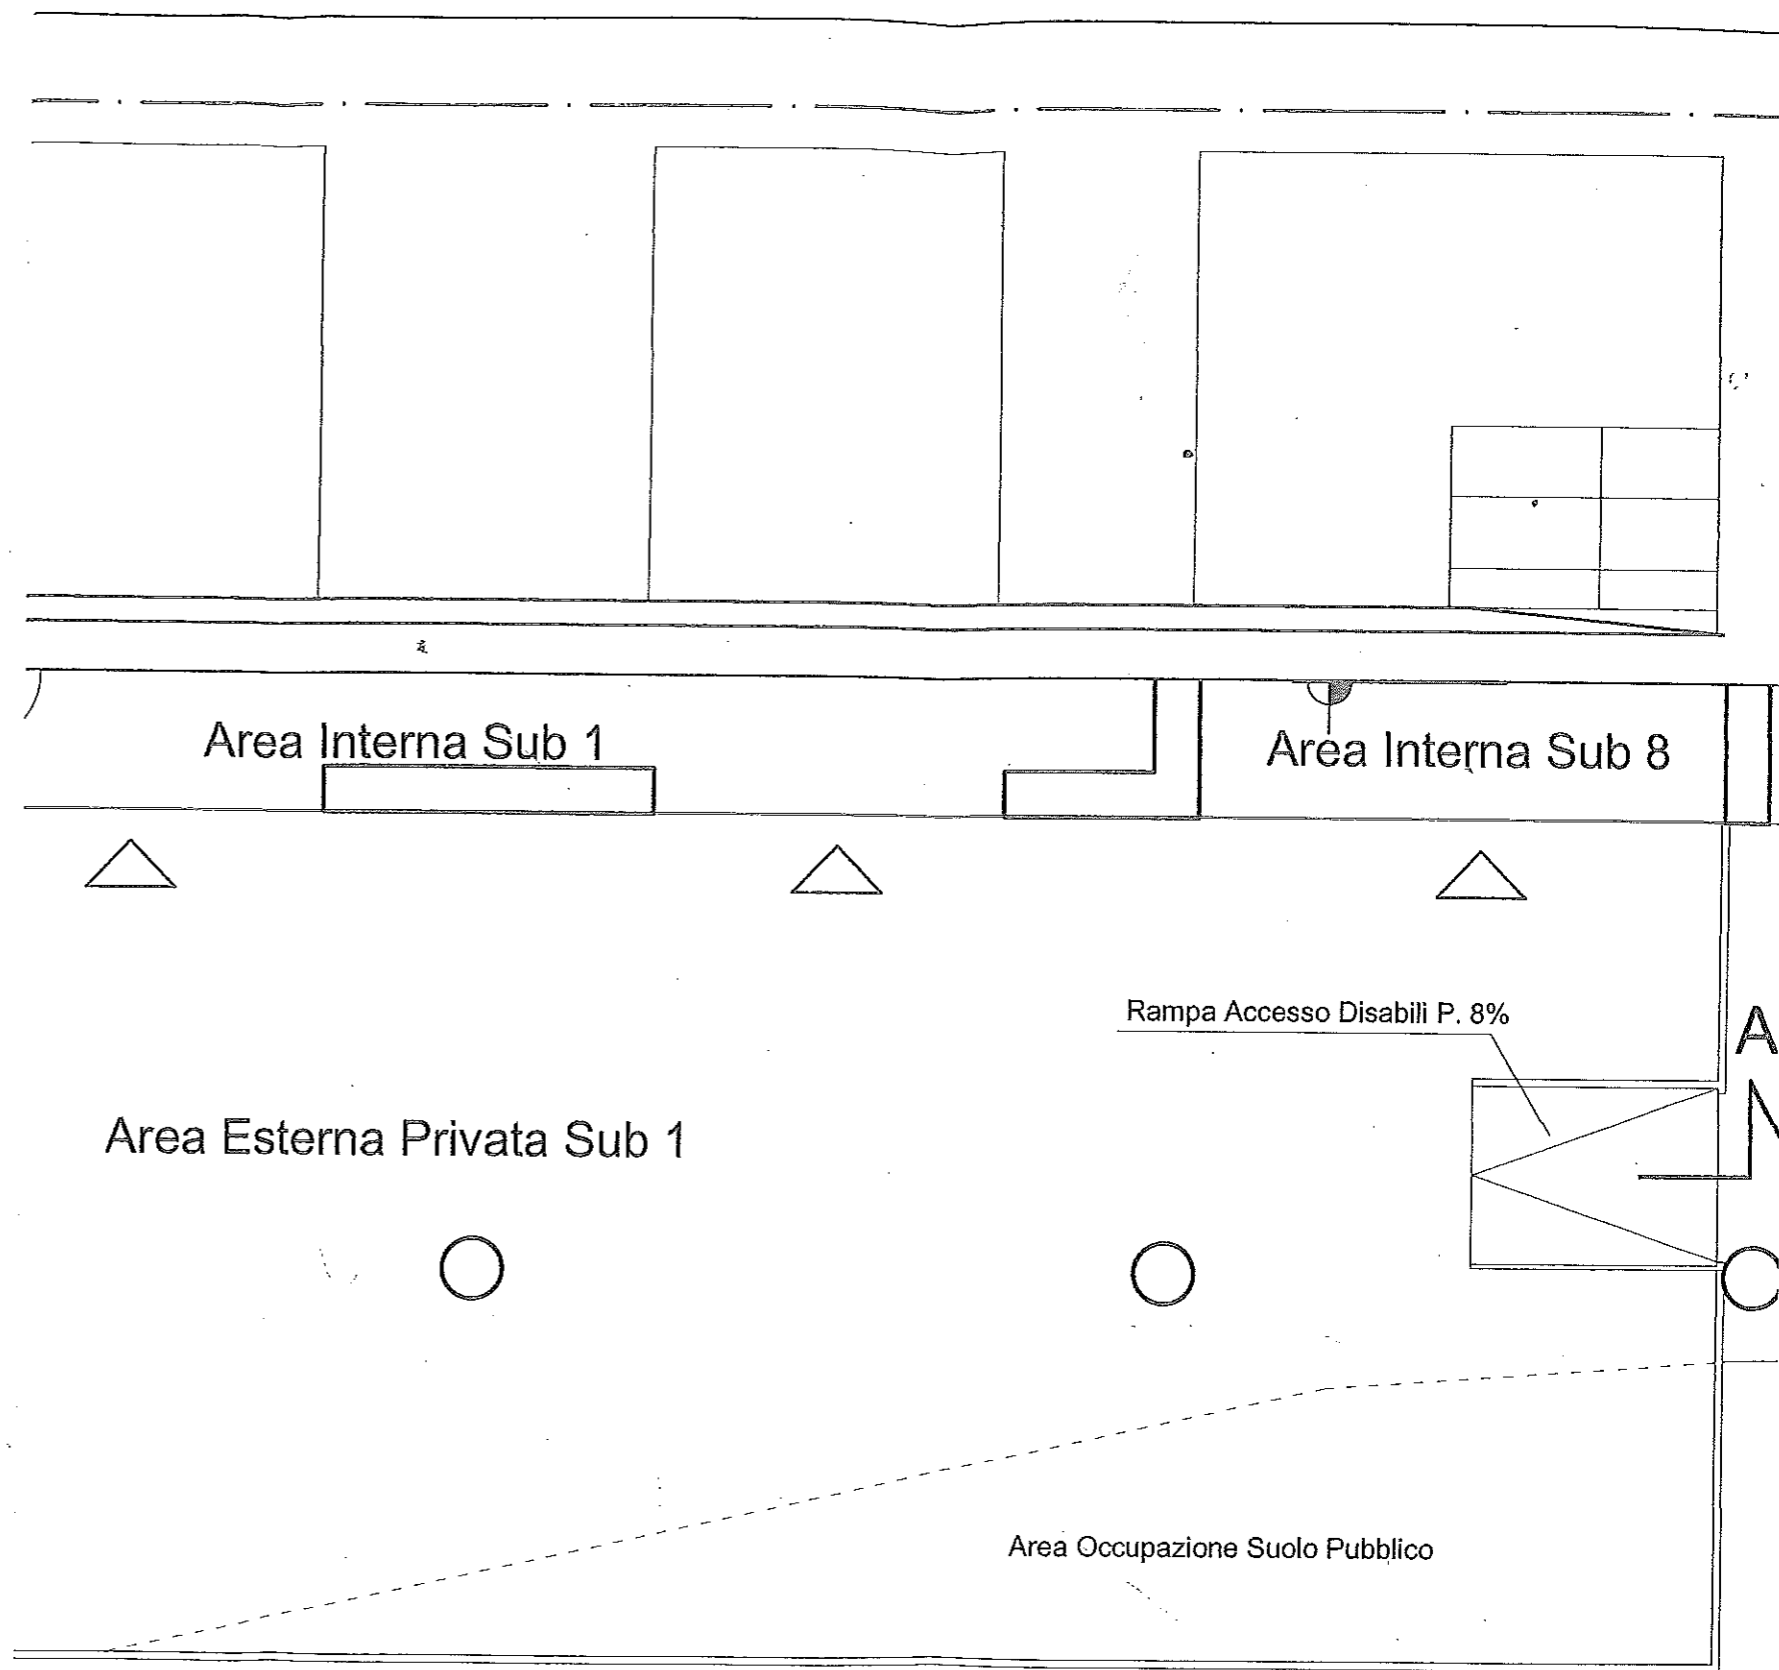 Area Interna Sub 1
Area Interna Sub 8
Rampa Accesso Disabili P. 8%
A
Area Esterna Privata Sub 1
Area Occupazione Suolo Pubblico